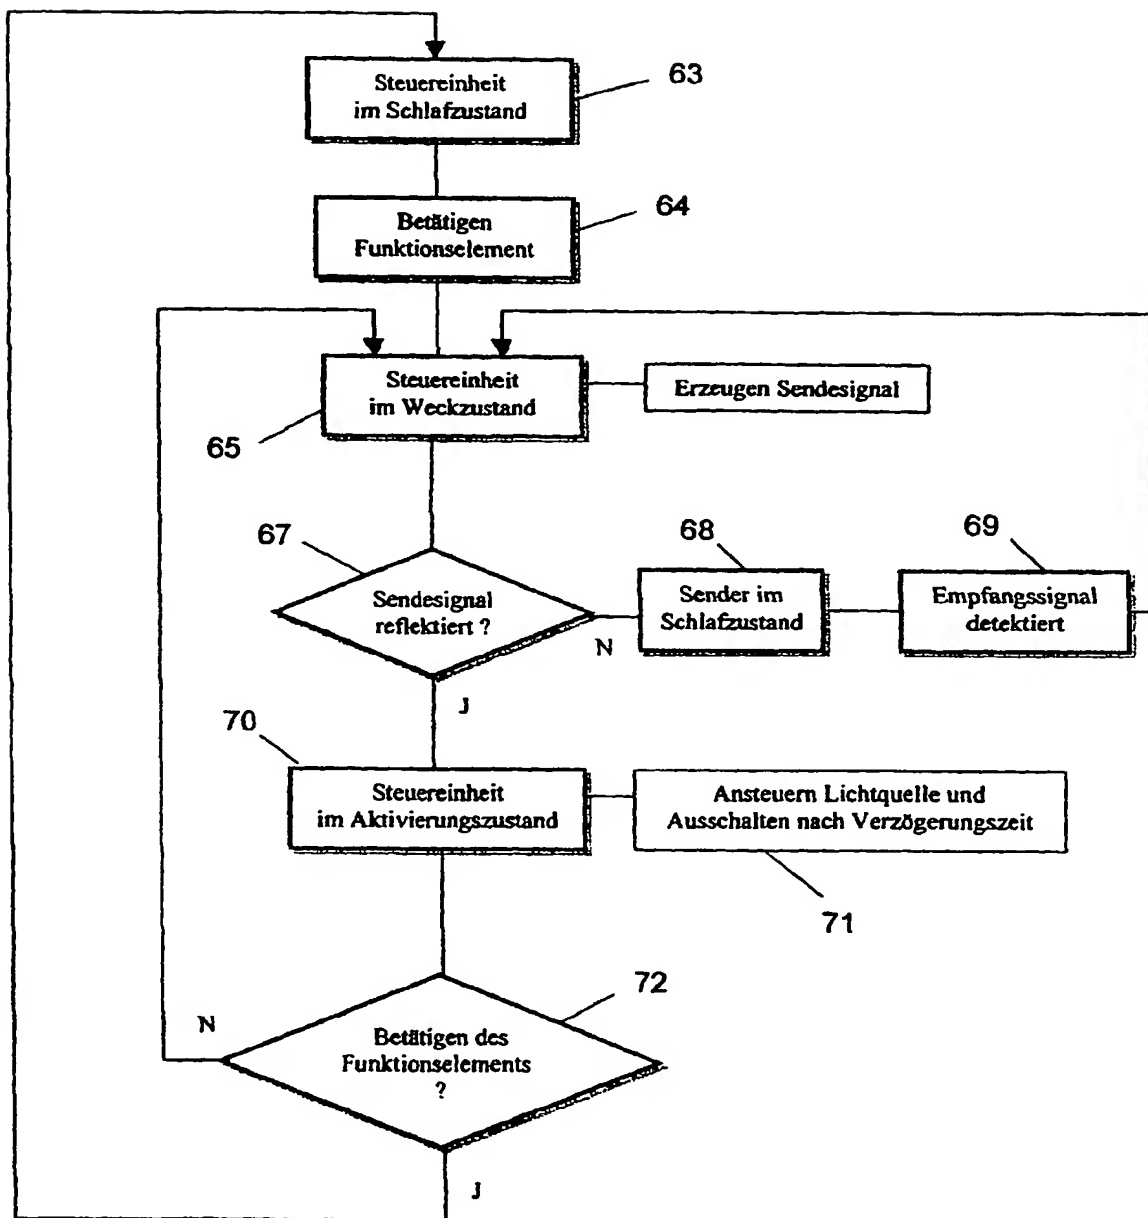 Steuereinheit
im Schlafzustand
63
Betätigen
Funktionselement
64
Steuereinheit
im Weckzustand
65
Erzeugen Sendesignal
67
Sendesignal
reflektiert ?
N
J
68
Sender im
Schlafzustand
69
Empfangssignal
detektiert
70
Steuereinheit
im Aktivierungszustand
Ansteuern Lichtquelle und
Ausschalten nach Verzögerungszeit
71
72
Betätigen des
Funktionselements
?
N
J